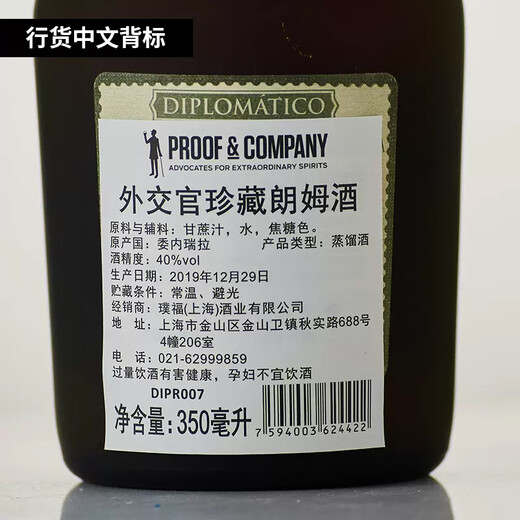 行货中文背标
DIPLOMÁTICO
PROOF & COMPANY
ADVOCATES FOR EXTRAORDINARY SPIRITS
外交官珍藏朗姆酒
原料与辅料：甘蔗汁，水，焦糖色。
原产国：委内瑞拉 产品类型：蒸馏酒
酒精度：40%vol
生产日期：2019年12月29日
贮藏条件：常温、避光
经销商：璞福(上海)酒业有限公司
地 址：上海市金山区金山卫镇秋实路688号
4幢206室
电 话：021-62999859
过量饮酒有害健康，孕妇不宜饮酒
DIPR007
净含量:350毫升
7 594003 624422